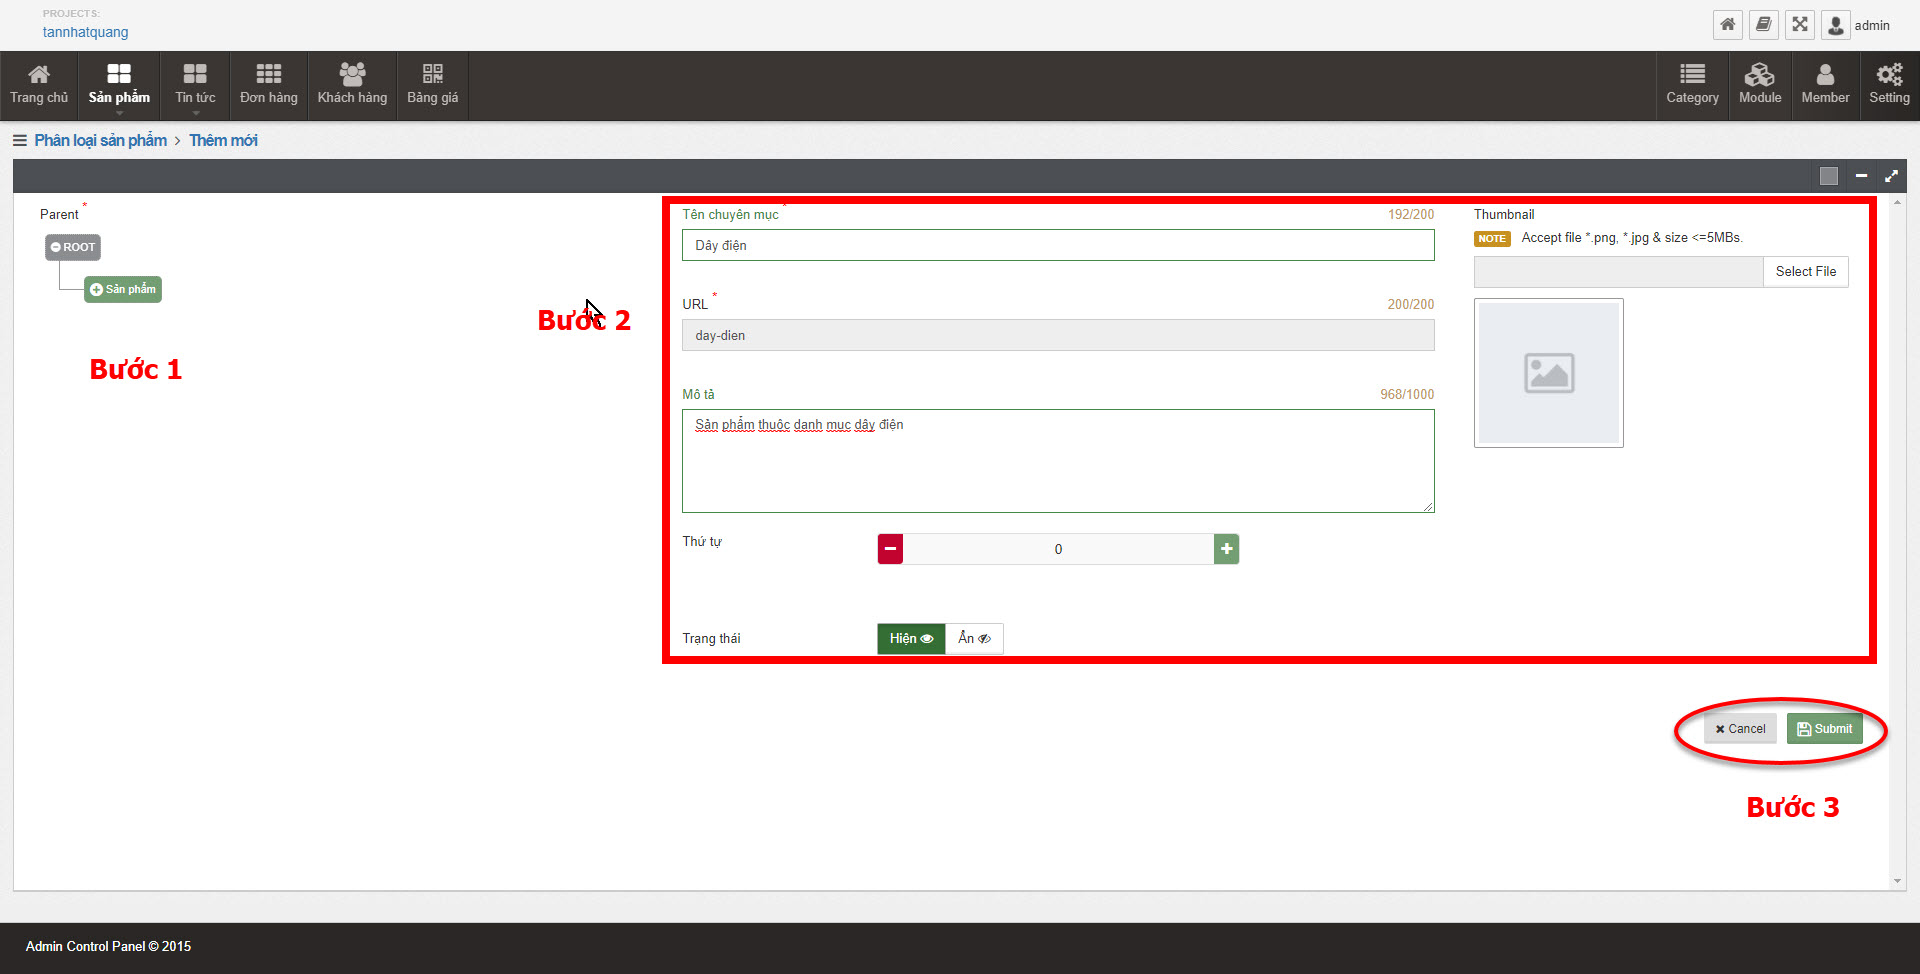 PROJECTS:
tannhatquang
admin
Trang chủ
Sản phẩm
Tin tức
Đơn hàng
Khách hàng
Bảng giá
Category
Module
Member
Setting
Phân loại sản phẩm > Thêm mới
Parent *
ROOT
Sản phẩm
Bước 1
Bước 2
Tên chuyên mục * 192/200
Dây điện
URL * 200/200
day-dien
Mô tả 968/1000
Sản phẩm thuộc danh mục dây điện
Thứ tự 0
Trạng thái Hiện Ẩn
Thumbnail
NOTE Accept file *.png, *.jpg & size <=5MBs.
Select File
Cancel Submit
Bước 3
Admin Control Panel © 2015